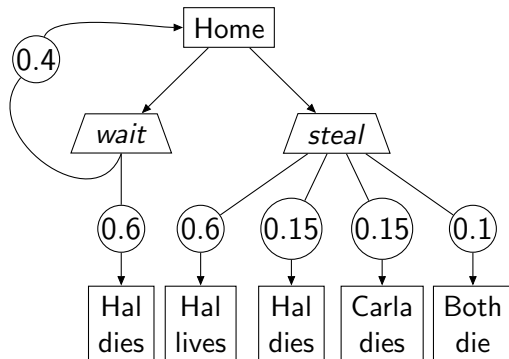 Home
0.4
wait
steal
0.6
0.6
0.15
0.15
0.1
Hal
dies
Hal
lives
Hal
dies
Carla
dies
Both
die